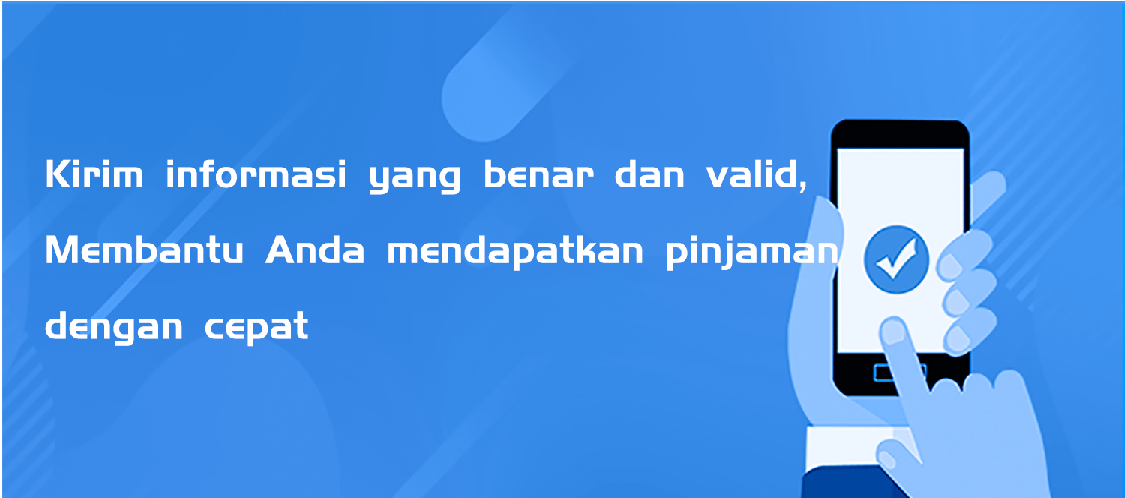 Kirim informasi yang benar dan valid,
Membantu Anda mendapatkan pinjaman
dengan cepat